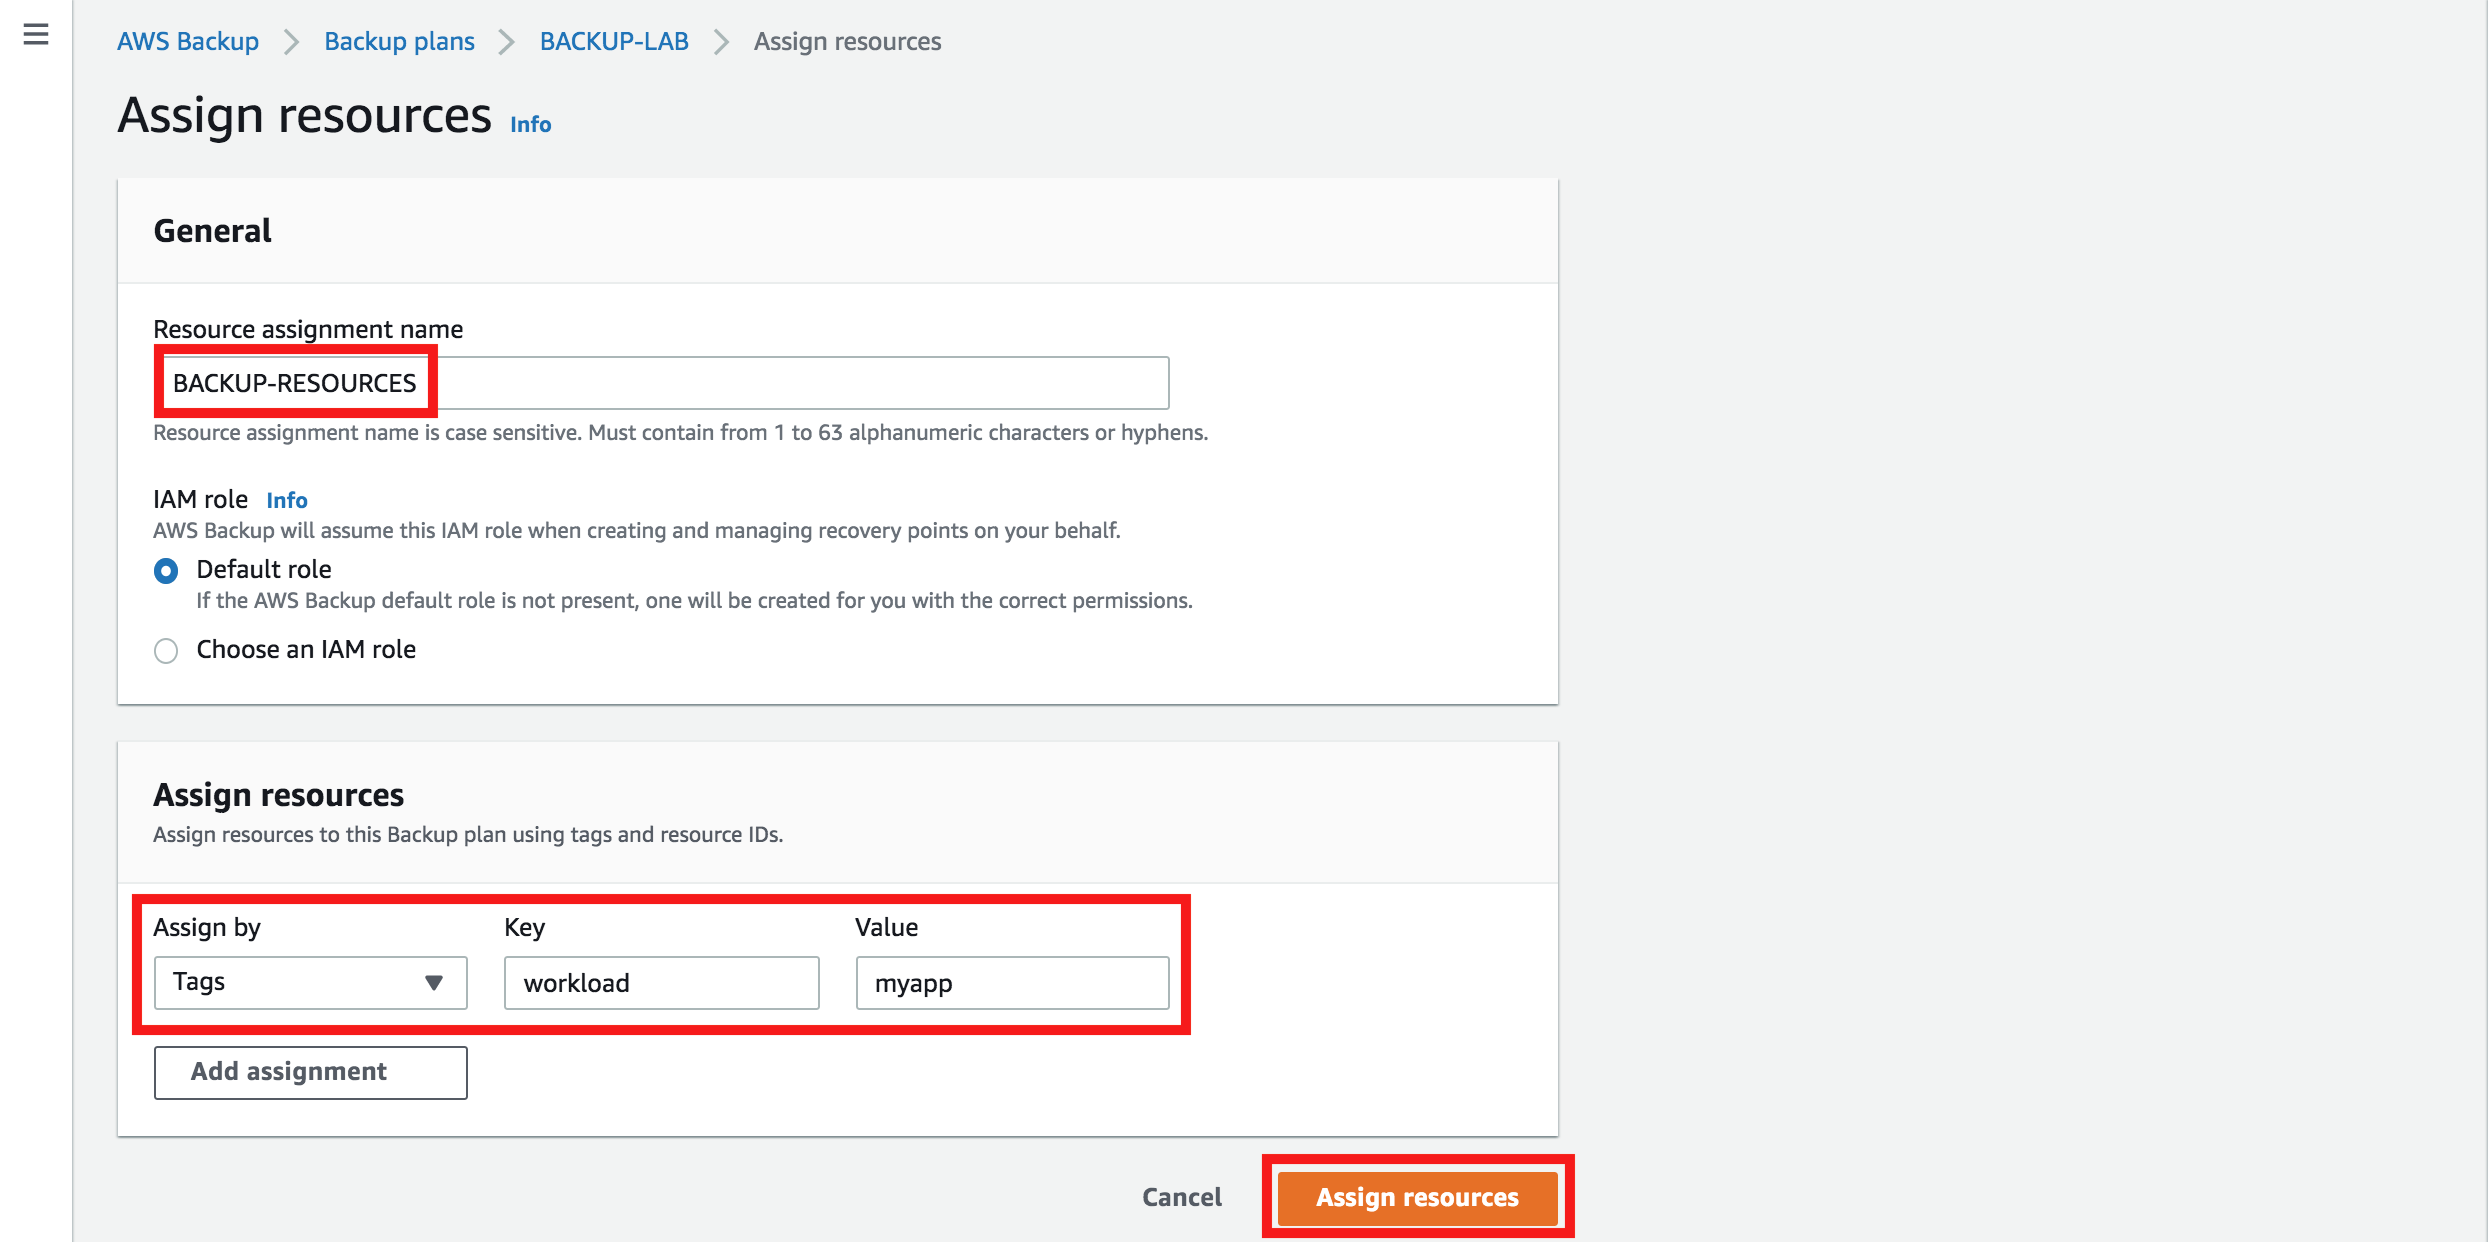 AWS Backup > Backup plans > BACKUP-LAB > Assign resources
Assign resources Info
General
Resource assignment name
BACKUP-RESOURCES
Resource assignment name is case sensitive. Must contain from 1 to 63 alphanumeric characters or hyphens.
IAM role Info
AWS Backup will assume this IAM role when creating and managing recovery points on your behalf.
Default role
If the AWS Backup default role is not present, one will be created for you with the correct permissions.
Choose an IAM role
Assign resources
Assign resources to this Backup plan using tags and resource IDs.
Assign by Key Value
Tags workload myapp
Add assignment
Cancel Assign resources